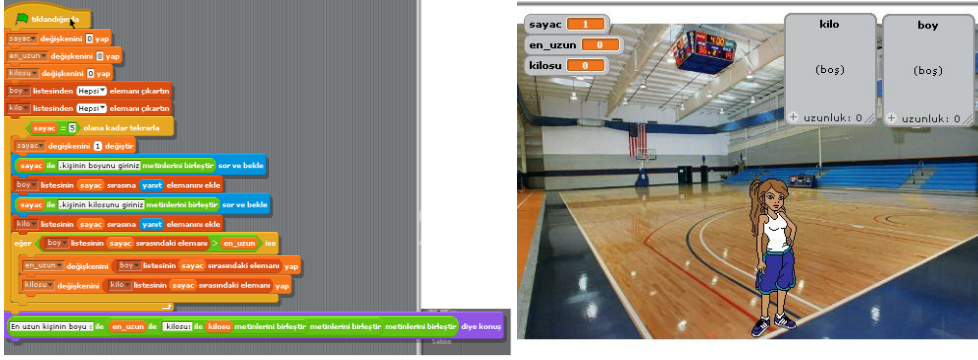 tıklandığında
sayac değişkenini 0 yap
en_uzun değişkenini 0 yap
kilosu değişkenini 0 yap
boy listesinden Hepsi elemanı çıkartın
kilo listesinden Hepsi elemanı çıkartın
sayac = 5 olana kadar tekrarla
sayac değişkenini 1 değiştir
sayac ile .kişinin boyunu giriniz metinlerini birleştir sor ve bekle
boy listesinin sayac sırasına yanıt elemanını ekle
sayac ile .kişinin kilosunu giriniz metinlerini birleştir sor ve bekle
kilo listesinin sayac sırasına yanıt elemanını ekle
eğer boy listesinin sayac sırasındaki elemanı > en_uzun ise
en_uzun değişkenini boy listesinin sayac sırasındaki elemanı yap
kilosu değişkenini kilo listesinin sayac sırasındaki elemanı yap
En uzun kişinin boyu : ile en_uzun ile kilosu: ile kilosu metinlerini birleştir metinlerini birleştir metinlerini birleştir diye konuş
sayac 1
en_uzun 0
kilosu 0
kilo
(boş)
+ uzunluk: 0
boy
(boş)
+ uzunluk: 0
4:00